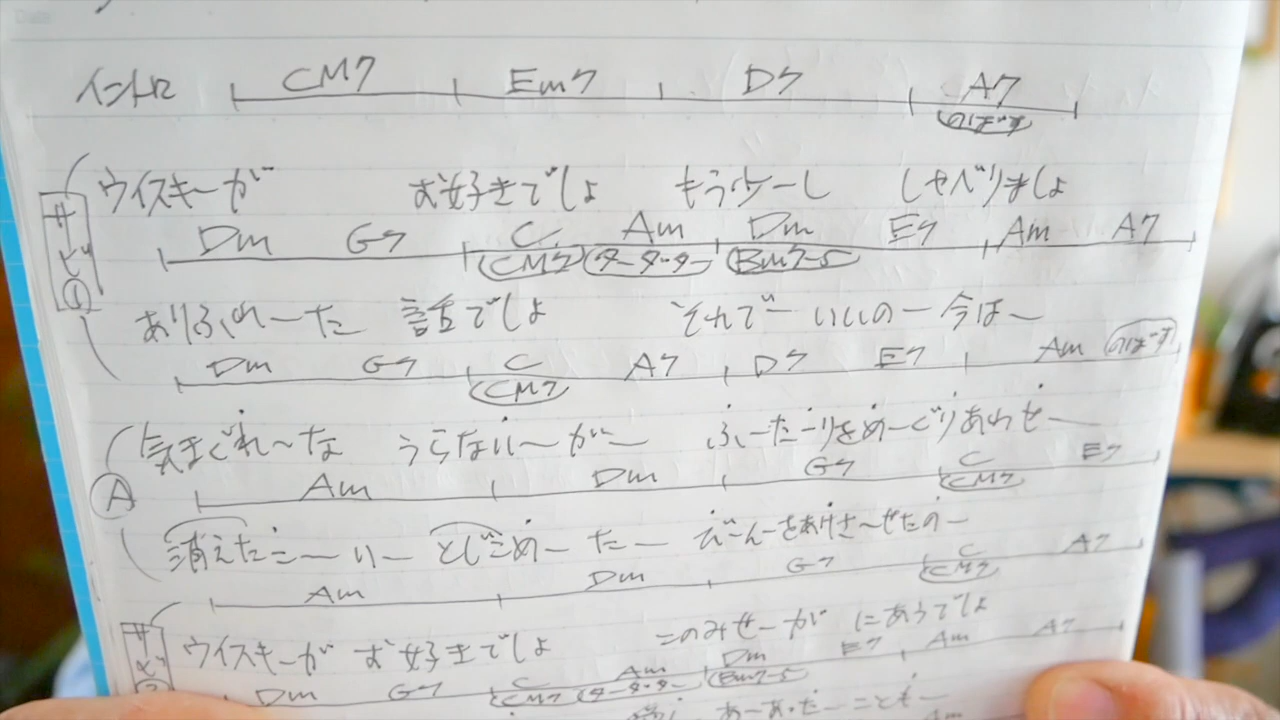 イントロ CM7 Em7 D7 A7
のばす
サビ①
ウイスキーが お好きでしょ もう少ーし しゃべりましょ
Dm G7 C Am Dm E7 Am A7
CM7 ターター・ター Bm7-5
ありふれーた 話でしょ それでー いいのー 今はー
Dm G7 C A7 D7 E7 Am のばす
CM7
A
気まぐれ〜な うらないーがー ふーたーりをめーぐりあわせー
Am Dm G7 C E7
CM7
消えたこーいー とじこめーたー びーんーをあけさ〜せたのー
Am Dm G7 C A7
CM7
サビ
ウイスキーが お好きでしょ このみせーが にあうでしょ
Dm G7 C Am Dm E7 Am A7
CM7 ターター・ター Bm7-5